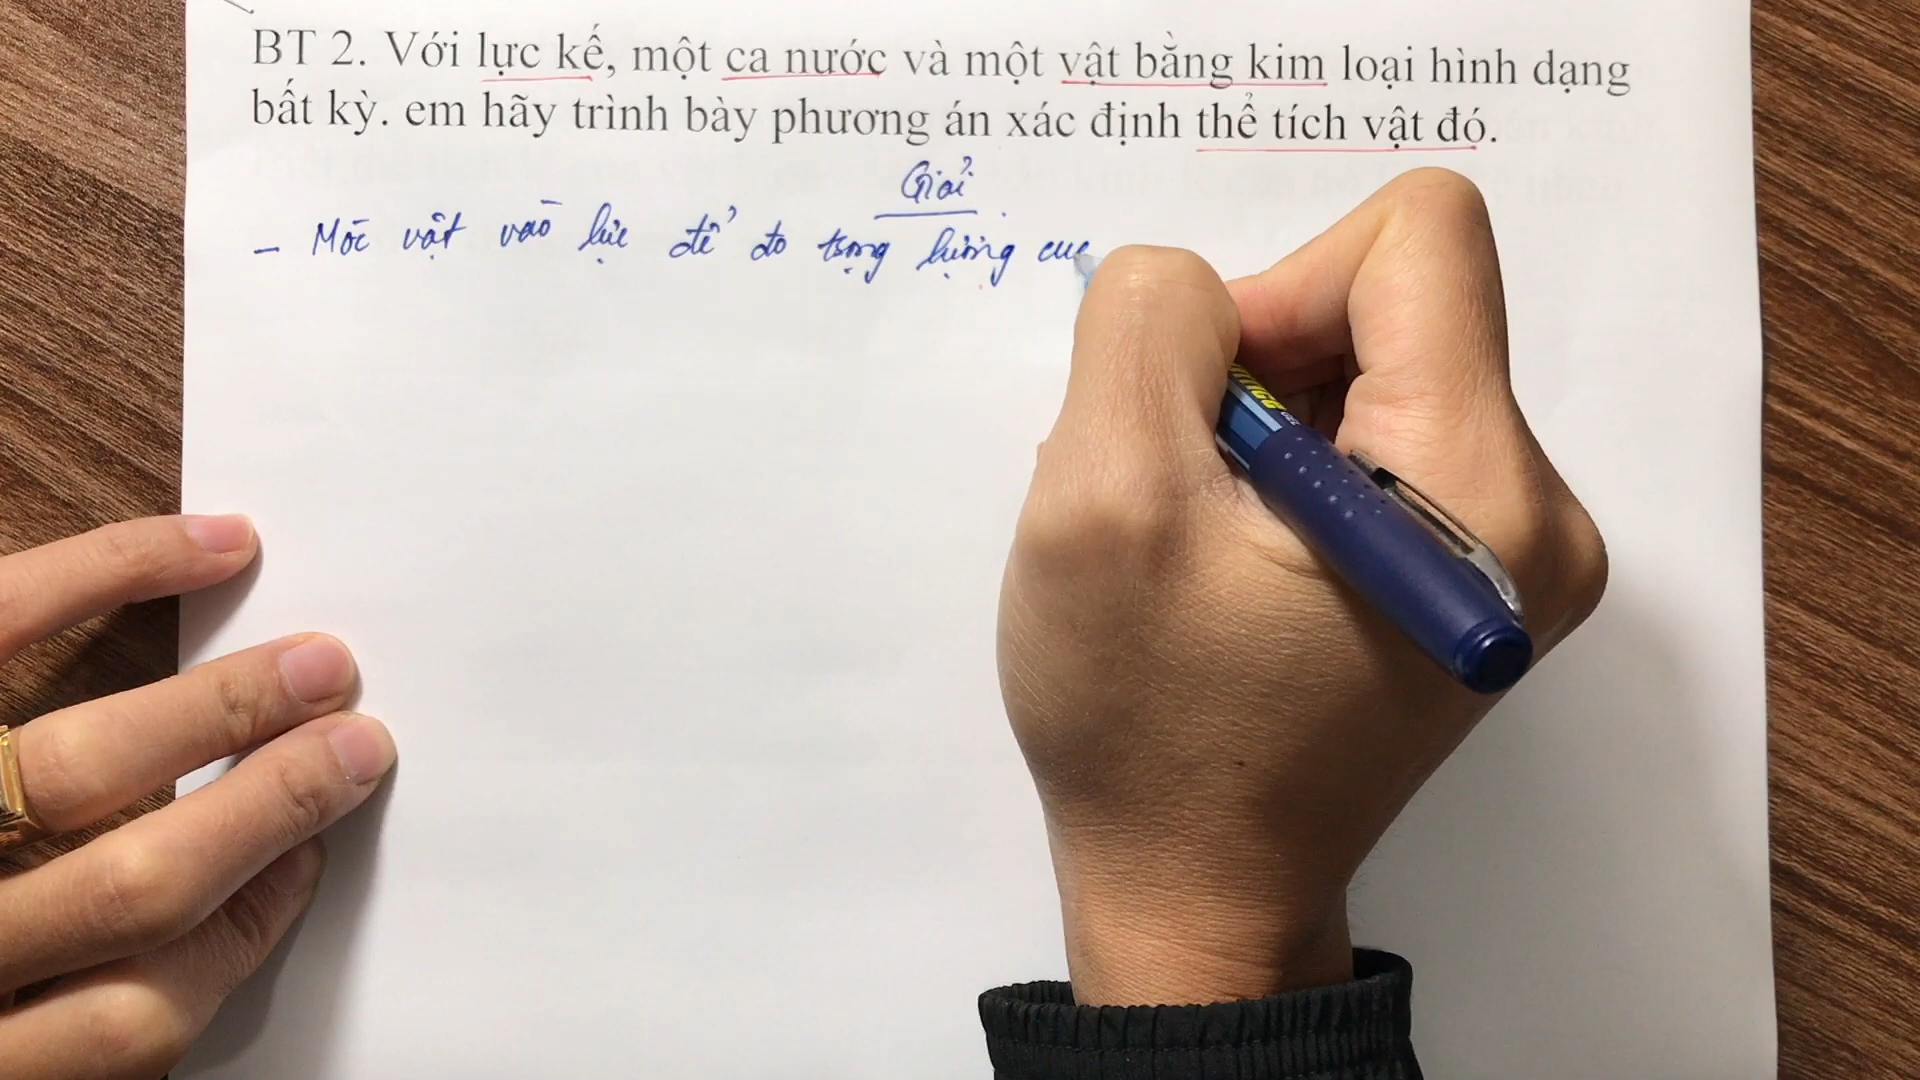 BT 2. Với lực kế, một ca nước và một vật bằng kim loại hình dạng
bất kỳ. em hãy trình bày phương án xác định thể tích vật đó.
Giải
- Móc vật vào lực để đo trọng lượng của